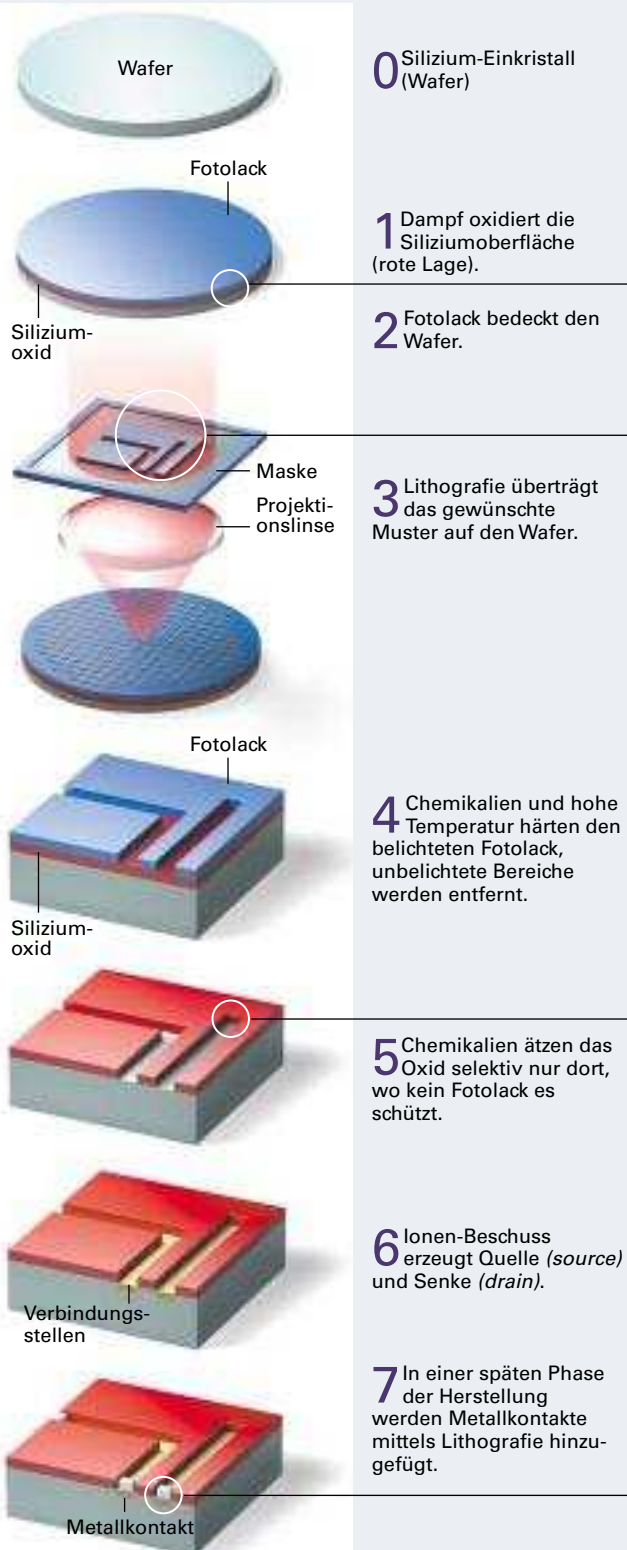 Wafer
0 Silizium-Einkristall
(Wafer)
Fotolack
Silizium-
oxid
1 Dampf oxidiert die
Siliziumoberfläche
(rote Lage).
2 Fotolack bedeckt den
Wafer.
Maske
Projekti-
onslinse
3 Lithografie überträgt
das gewünschte
Muster auf den Wafer.
Fotolack
Silizium-
oxid
4 Chemikalien und hohe
Temperatur härten den
belichteten Fotolack,
unbelichtete Bereiche
werden entfernt.
5 Chemikalien ätzen das
Oxid selektiv nur dort,
wo kein Fotolack es
schützt.
Verbindungs-
stellen
6 Ionen-Beschuss
erzeugt Quelle (source)
und Senke (drain).
Metallkontakt
7 In einer späten Phase
der Herstellung
werden Metallkontakte
mittels Lithografie hinzu-
gefügt.